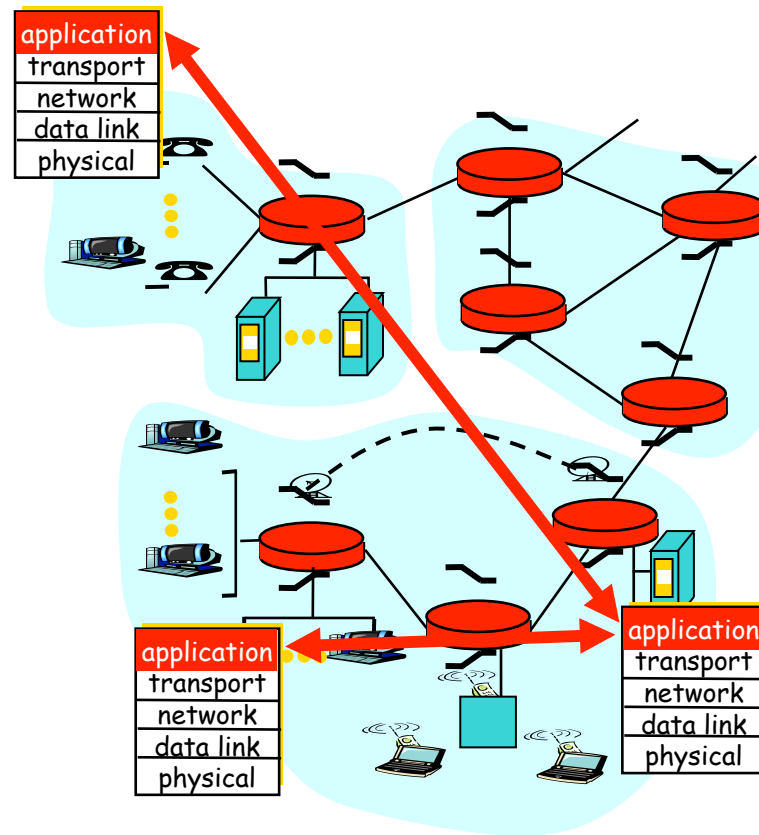 application
transport
network
data link
physical
application
transport
network
data link
physical
application
transport
network
data link
physical